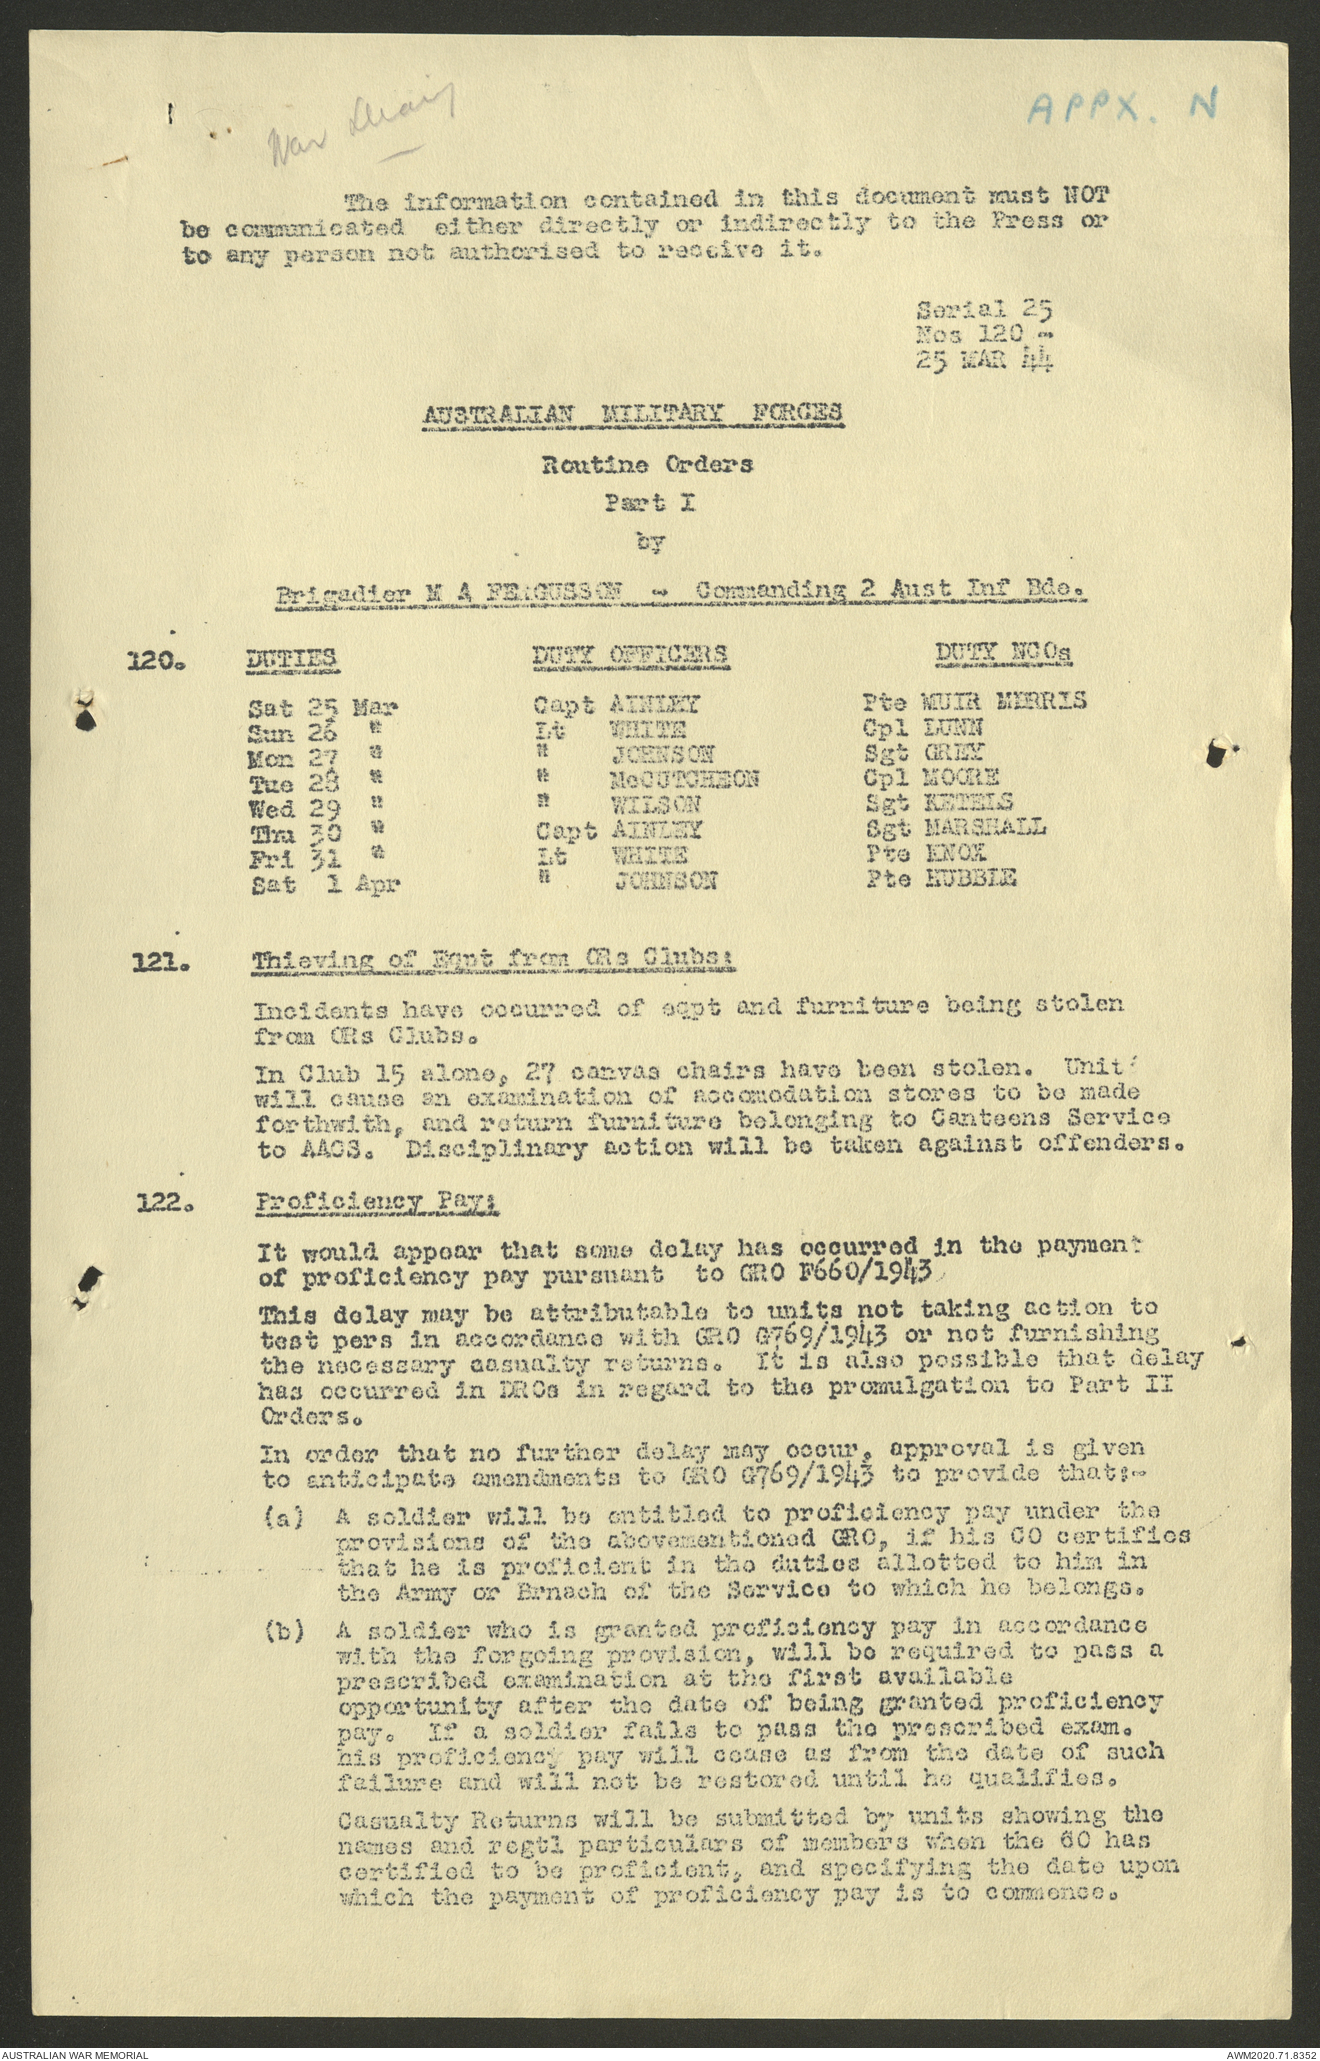 War Diary
APPX. N
The information contained in this document must NOT
be communicated either directly or indirectly to the Press or
to any person not authorised to receive it.
Serial 25
Nos 120 -
25 MAR 44
AUSTRALIAN MILITARY FORCES
Routine Orders
Part I
by
Brigadier M A FERGUSSON - Commanding 2 Aust Inf Bde.
120. DUTIES DUTY OFFICERS DUTY NCOs
Sat 25 Mar Capt AINLEY Pte MUIR MERRIS
Sun 26 " Lt WHITE Cpl LUNN
Mon 27 " " JOHNSON Sgt GREY
Tue 28 " " McCUTCHEON Cpl MOORE
Wed 29 " " WILSON Sgt KETELS
Thu 30 " Capt AINLEY Sgt MARSHALL
Fri 31 " Lt WHITE Pte KNOX
Sat 1 Apr " JOHNSON Pte HUBBLE
121. Thieving of Eqpt from ORs Clubs:
Incidents have occurred of eqpt and furniture being stolen
from ORs Clubs.
In Club 15 alone, 27 canvas chairs have been stolen. Units
will cause an examination of accomodation stores to be made
forthwith, and return furniture belonging to Canteens Service
to AACS. Disciplinary action will be taken against offenders.
122. Proficiency Pay:
It would appear that some delay has occurred in the payment
of proficiency pay pursuant to GRO F660/1943
This delay may be attributable to units not taking action to
test pers in accordance with GRO G769/1943 or not furnishing
the necessary casualty returns. It is also possible that delay
has occurred in DROs in regard to the promulgation to Part II
Orders.
In order that no further delay may occur, approval is given
to anticipate amendments to GRO G769/1943 to provide that:-
(a) A soldier will be entitled to proficiency pay under the
provisions of the abovementioned GRO, if his CO certifies
that he is proficient in the duties allotted to him in
the Army or Brnach of the Service to which he belongs.
(b) A soldier who is granted proficiency pay in accordance
with the forgoing provision, will be required to pass a
prescribed examination at the first available
opportunity after the date of being granted proficiency
pay. If a soldier fails to pass the prescribed exam.
his proficiency pay will cease as from the date of such
failure and will not be restored until he qualifies.
Casualty Returns will be submitted by units showing the
names and regtl particulars of members when the CO has
certified to be proficient, and specifying the date upon
which the payment of proficiency pay is to commence.
AUSTRALIAN WAR MEMORIAL
AWM2020.71.8352